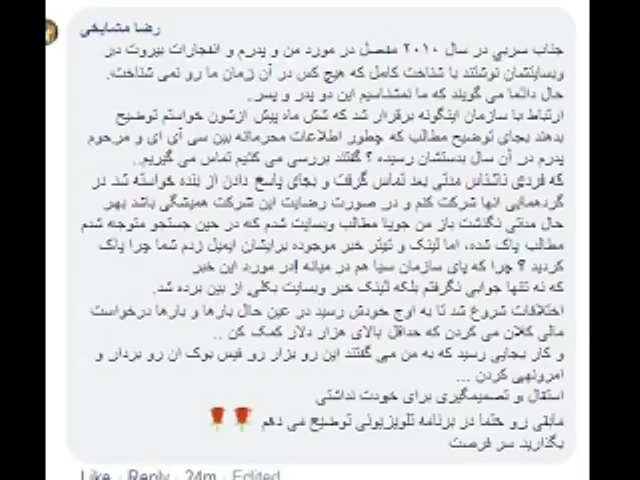 رضا مشایخی
جناب سربي در سال ۲۰۱۰ مفصل در مورد من و پدرم و انفجارات بیروت در
وبسایتشان نوشتند با شناخت کامل که هیچ کس در آن زمان ما رو نمی شناخت.
حال دائما می گویند که ما نمشناسیم این دو پدر و پسر.
ارتباط با سازمان اینگونه برقرار شد که شش ماه پیش ازشون خواستم توضیح
بدهند بجای توضیح مطالب که چطور اطلاعات محرمانه بین سی آی ای و مرحوم
پدرم در آن سال بدستشان رسیده ؟ گفتند بررسی می کنیم تماس می گیریم.
که فردی ناشناس مدتی بعد تماس گرفت و بجای پاسخ دادن از بنده خواسته شد در
گردهمایی انها شرکت کنم و در صورت رضایت این شرکت همیشگی باشد بهر
حال مدتی نگذشت باز من جویا مطالب وبسایت شدم که در حین جستجو متوجه شدم
مطالب پاک شده، اما لینک و تیتر خبر موجوده برایشان ایمیل زدم شما چرا پاک
کردید ؟ چرا که پای سازمان سیا هم در میانه !در مورد این خبر
که نه تنها جوابی نگرفتم بلکه لینک خبر وبسایت بکلی از بین برده شد.
اختلافات شروع شد تا به اوج خودش رسید در عین حال بارها و بارها درخواست
مالی کلان می کردن که حداقل بالای هزار دلار کمک کن ..
و کار بجایی رسید که به من می گفتند این رو بزار رو فیس بوک ان رو بردار و
امرونهی کردن ...
استقال و تصمیمگیری برای خودت نداشتی
مابقی رو حتما در برنامه تلویزیونی توضیح می دهم
بگذارید سر فرصت
Like · Reply · 24m · Edited